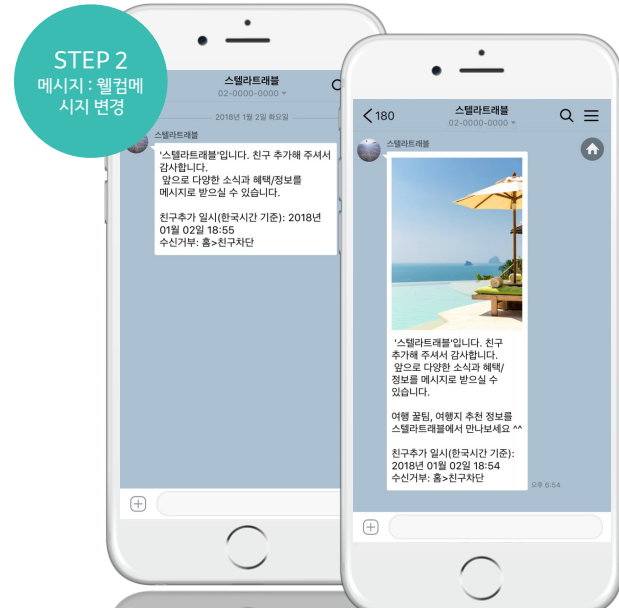 STEP 2
메시지 : 웰컴메
시지 변경
스텔라트래블
02-0000-0000
2018년 1월 2일 화요일
스텔라트래블
'스텔라트래블'입니다. 친구 추가해 주셔서
감사합니다.
앞으로 다양한 소식과 혜택/정보를
메시지로 받으실 수 있습니다.
친구추가 일시(한국시간 기준): 2018년
01월 02일 18:55
수신거부: 홈>친구차단
180
스텔라트래블
02-0000-0000
스텔라트래블
'스텔라트래블'입니다. 친구
추가해 주셔서 감사합니다.
앞으로 다양한 소식과 혜택/
정보를 메시지로 받으실 수
있습니다.
여행 꿀팁, 여행지 추천 정보를
스텔라트래블에서 만나보세요 ^^
친구추가 일시(한국시간 기준):
2018년 01월 02일 18:54
수신거부: 홈>친구차단
오후 6:54